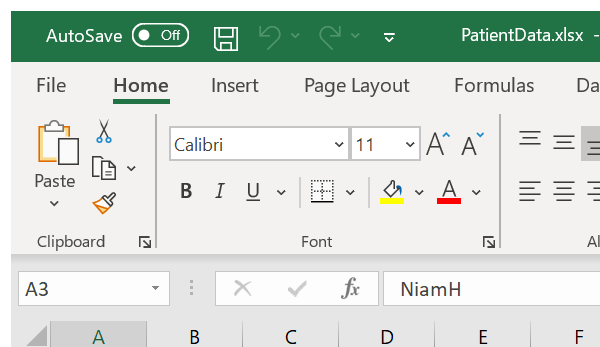 AutoSave Off PatientData.xlsx -
File Home Insert Page Layout Formulas Da
Calibri 11 A A
Paste B I U A
Clipboard Font Al
A3 fx NiamH
A B C D E F